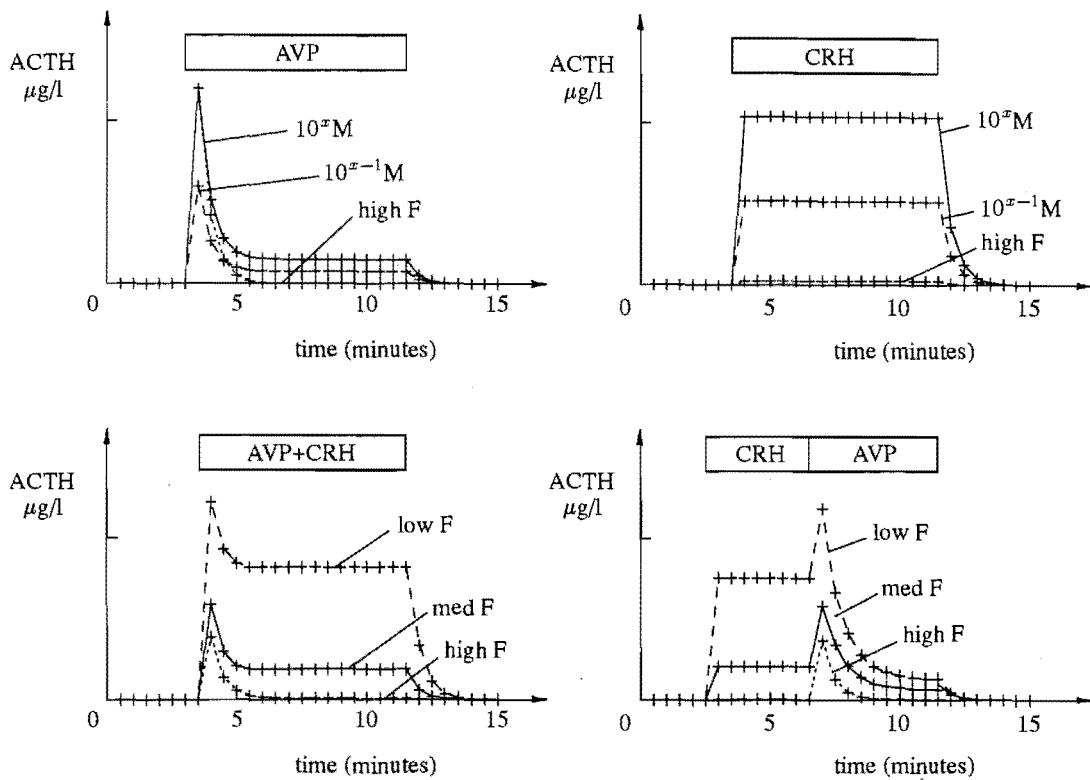 AVP
ACTH
µg/l
10^x M
10^{x−1} M
high F
0 5 10 15
time (minutes)
CRH
ACTH
µg/l
10^x M
10^{x−1} M
high F
0 5 10 15
time (minutes)
AVP+CRH
ACTH
µg/l
low F
med F
high F
0 5 10 15
time (minutes)
CRH AVP
ACTH
µg/l
low F
med F
high F
0 5 10 15
time (minutes)